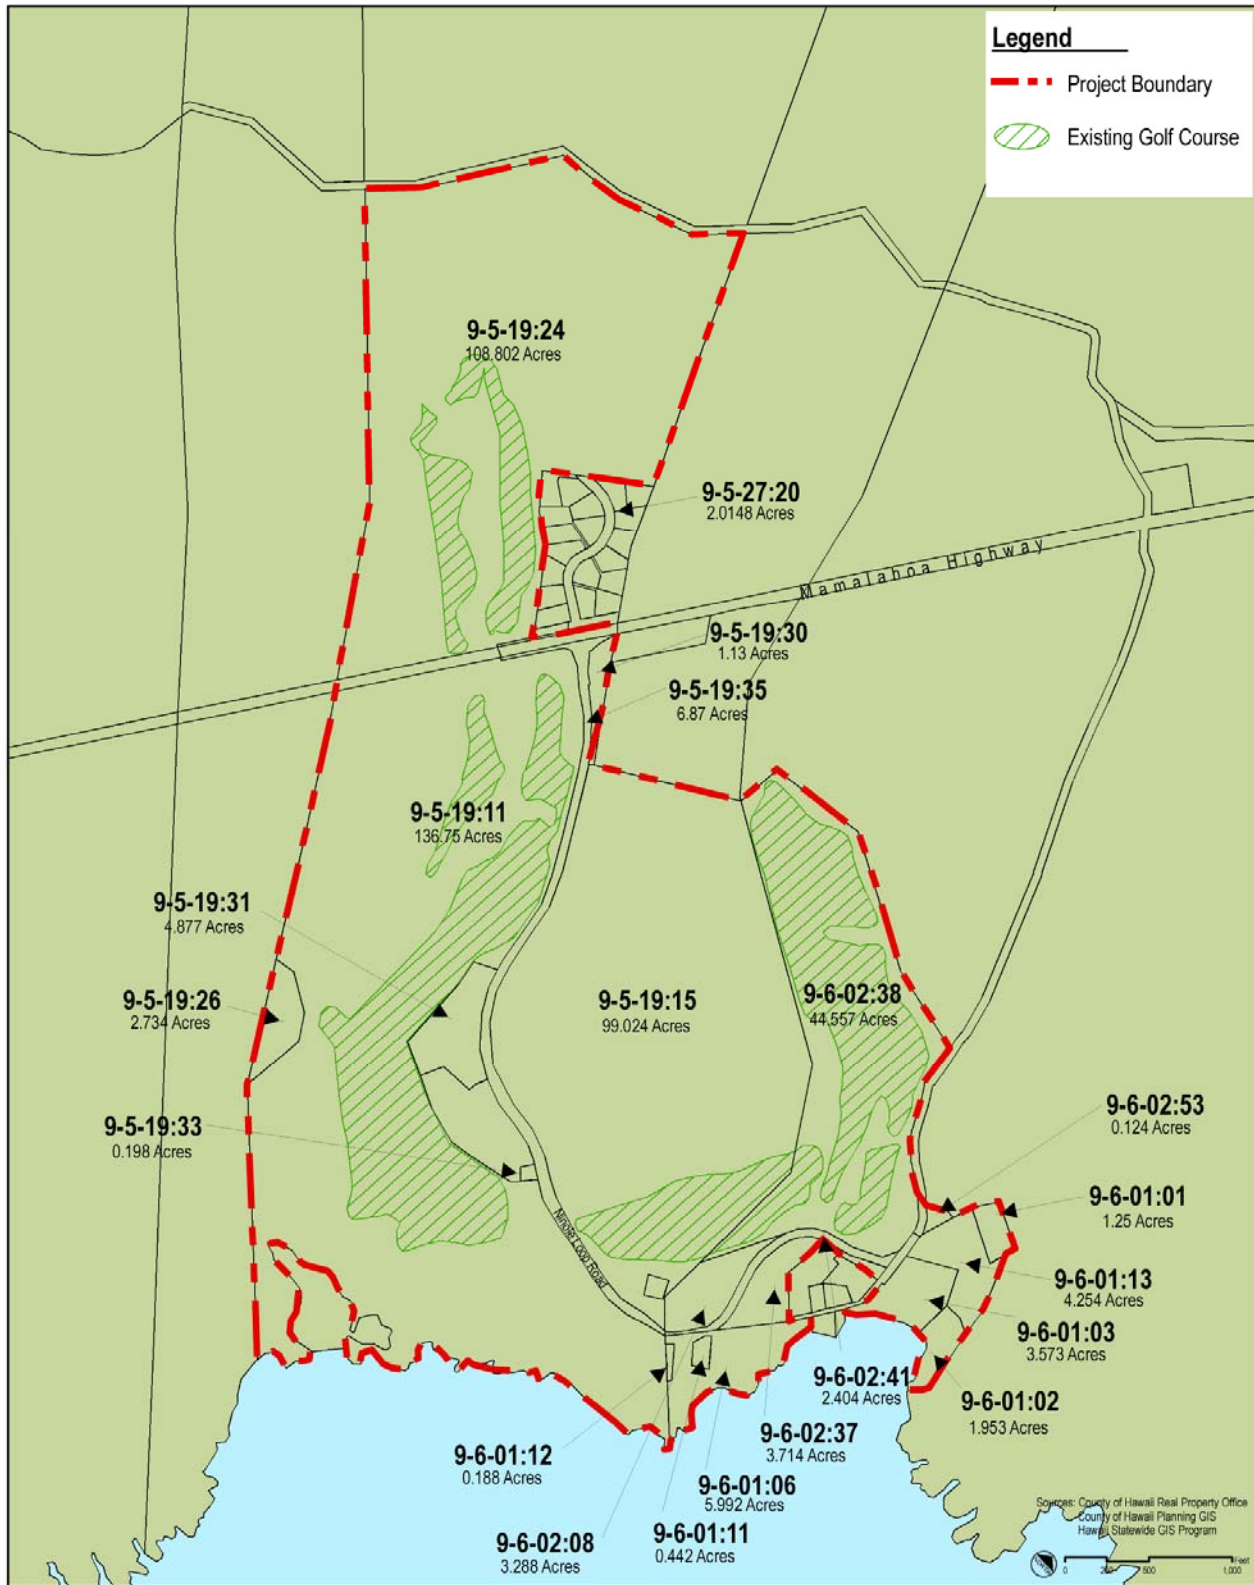 Legend
Project Boundary
Existing Golf Course
9-5-19:24
108.802 Acres
9-5-27:20
2.0148 Acres
Mamalahoa Highway
9-5-19:30
1.13 Acres
9-5-19:35
6.87 Acres
9-5-19:11
136.75 Acres
9-5-19:31
4.877 Acres
9-5-19:26
2.734 Acres
9-5-19:15
99.024 Acres
9-6-02:38
44.557 Acres
9-5-19:33
0.198 Acres
9-6-02:53
0.124 Acres
9-6-01:01
1.25 Acres
Ninole Loop Road
9-6-01:13
4.254 Acres
9-6-01:03
3.573 Acres
9-6-02:41
2.404 Acres
9-6-01:02
1.953 Acres
9-6-02:37
3.714 Acres
9-6-01:12
0.188 Acres
9-6-01:06
5.992 Acres
9-6-02:08
3.288 Acres
9-6-01:11
0.442 Acres
Sources: County of Hawaii Real Property Office
County of Hawaii Planning GIS
Hawaii Statewide GIS Program
Feet
0 250 500 1,000